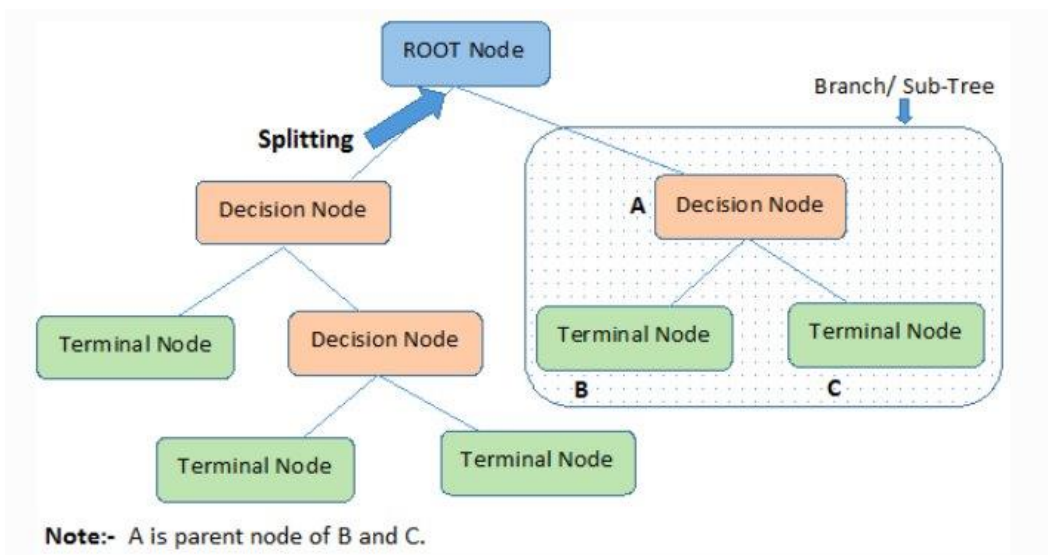 ROOT Node
Branch/ Sub-Tree
Splitting
Decision Node
A
Decision Node
Terminal Node
Decision Node
Terminal Node
Terminal Node
B
C
Terminal Node
Terminal Node
Note:- A is parent node of B and C.